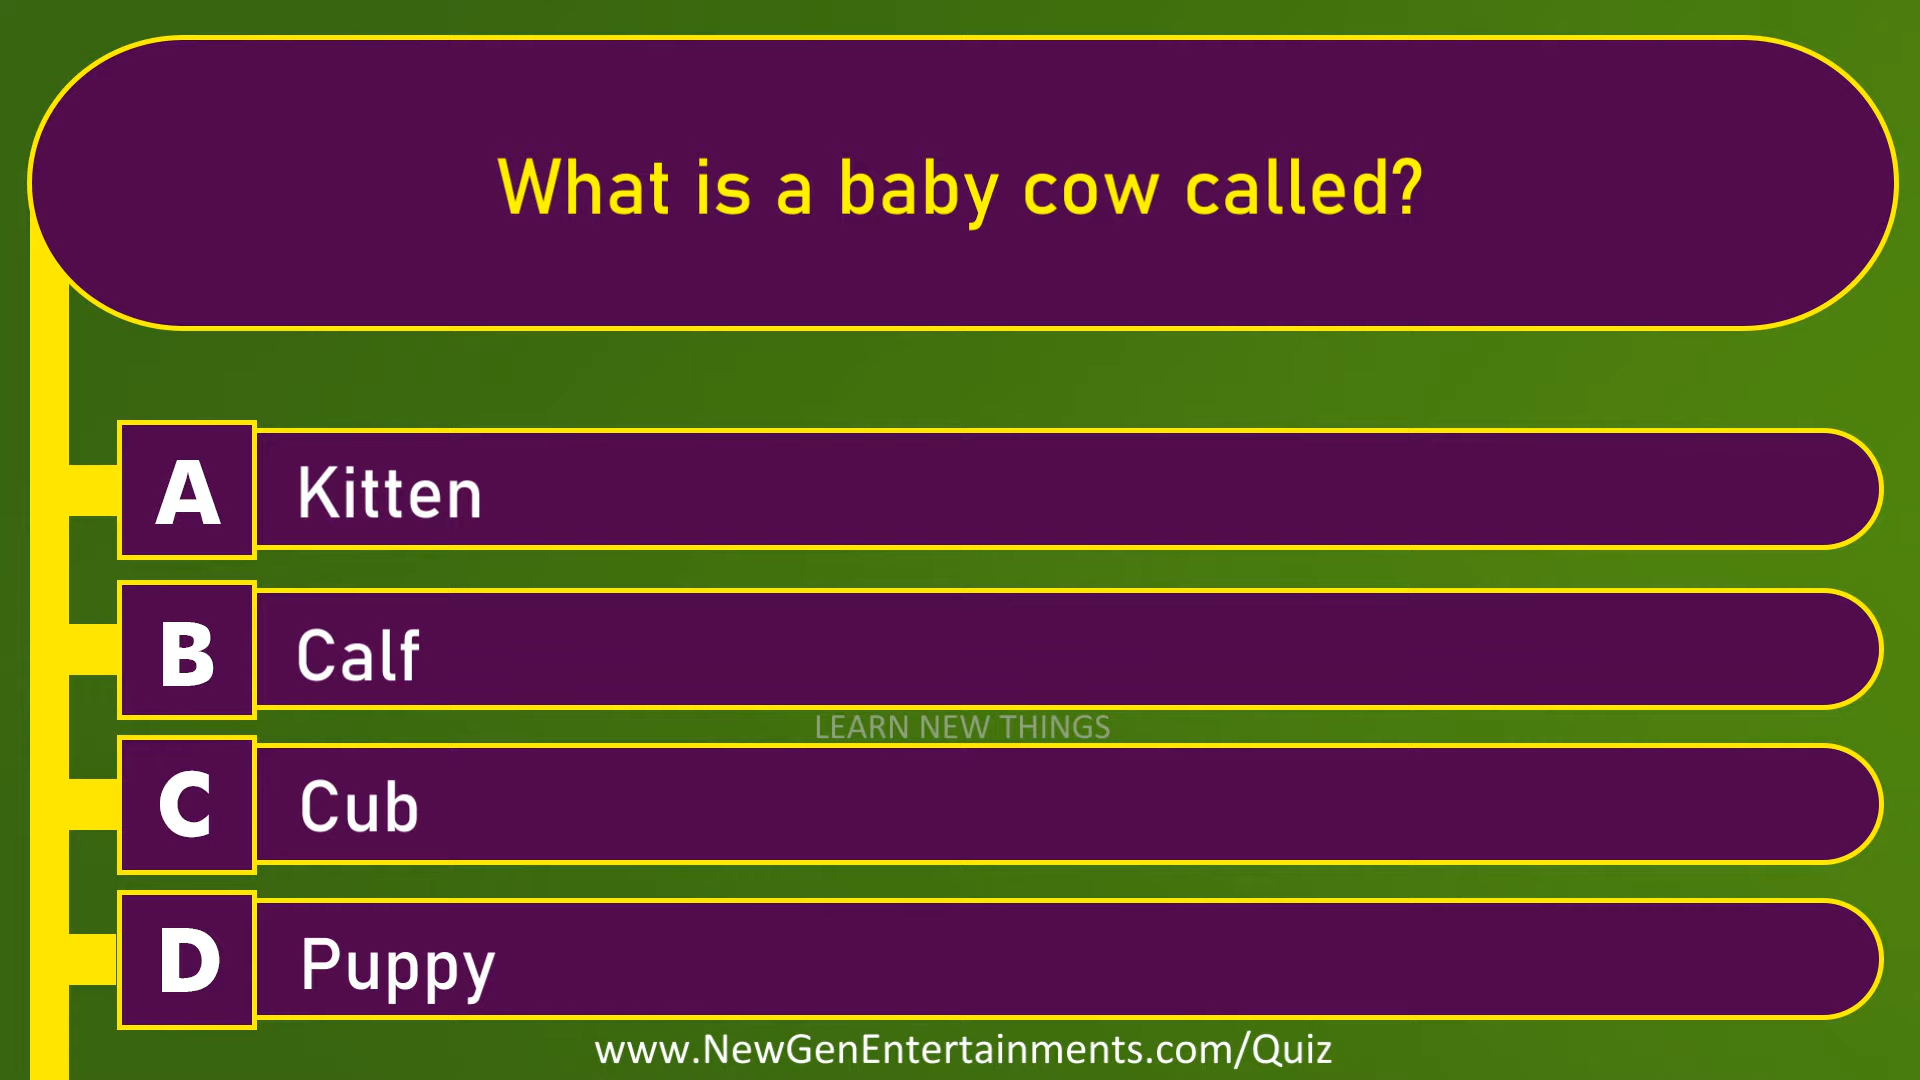 What is a baby cow called?
A Kitten
B Calf
LEARN NEW THINGS
C Cub
D Puppy
www.NewGenEntertainments.com/Quiz